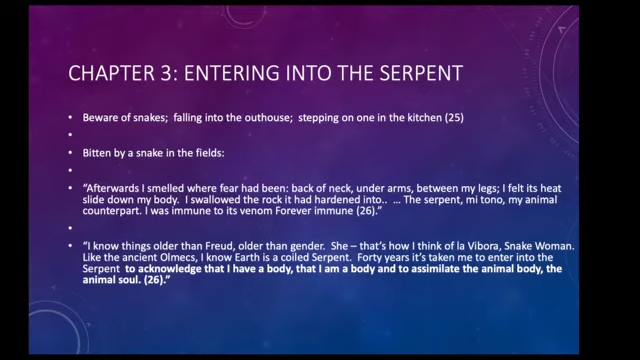 CHAPTER 3: ENTERING INTO THE SERPENT
• Beware of snakes; falling into the outhouse; stepping on one in the kitchen (25)
•
• Bitten by a snake in the fields:
•
• “Afterwards I smelled where fear had been: back of neck, under arms, between my legs; I felt its heat
slide down my body. I swallowed the rock it had hardened into.. … The serpent, mi tono, my animal
counterpart. I was immune to its venom Forever immune (26).”
•
• “I know things older than Freud, older than gender. She – that’s how I think of la Vibora, Snake Woman.
Like the ancient Olmecs, I know Earth is a coiled Serpent. Forty years it’s taken me to enter into the
Serpent to acknowledge that I have a body, that I am a body and to assimilate the animal body, the
animal soul. (26).”